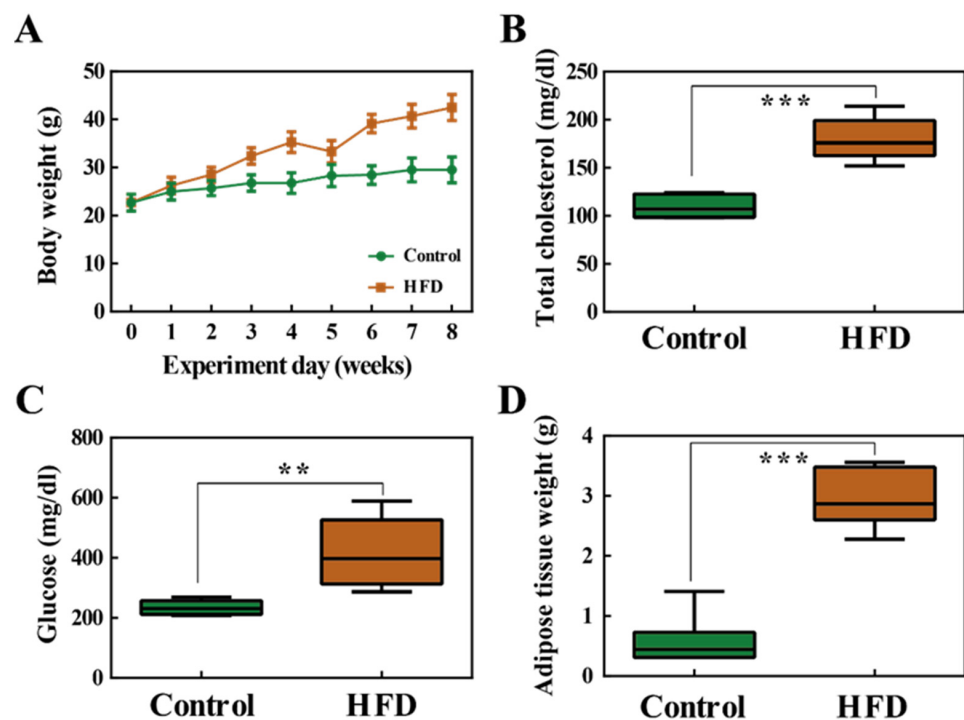 A
Body weight (g)
50
40
30
20
10
0
Control
HFD
0 1 2 3 4 5 6 7 8
Experiment day (weeks)
B
Total cholesterol (mg/dl)
250
200
150
100
50
0
***
Control HFD
C
Glucose (mg/dl)
800
600
400
200
0
**
Control HFD
D
Adipose tissue weight (g)
4
3
2
1
0
***
Control HFD